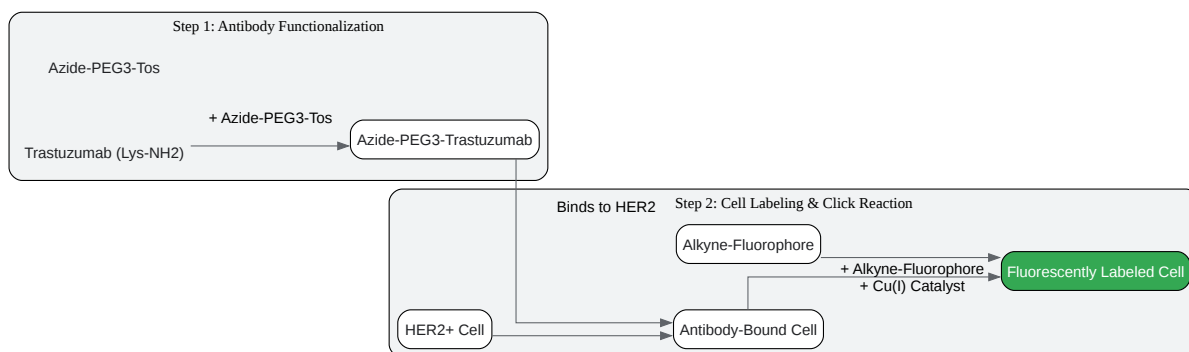 Step 1: Antibody Functionalization
Azide-PEG3-Tos
+ Azide-PEG3-Tos
Trastuzumab (Lys-NH2)
Azide-PEG3-Trastuzumab
Binds to HER2
Step 2: Cell Labeling & Click Reaction
Alkyne-Fluorophore
+ Alkyne-Fluorophore
+ Cu(I) Catalyst
Fluorescently Labeled Cell
HER2+ Cell
Antibody-Bound Cell